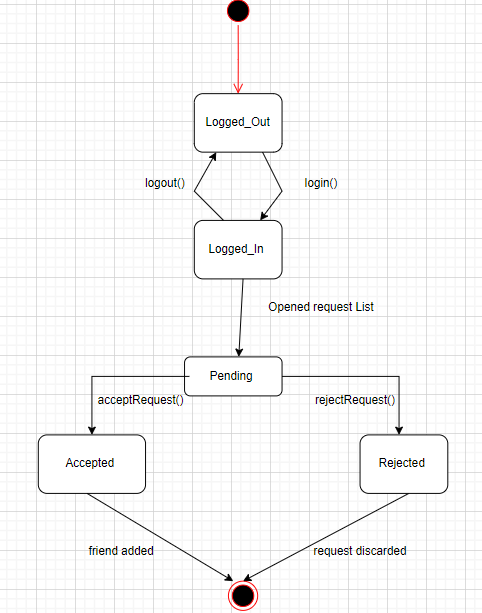 Logged_Out
logout()
login()
Logged_In
Opened request List
Pending
acceptRequest()
rejectRequest()
Accepted
Rejected
friend added
request discarded